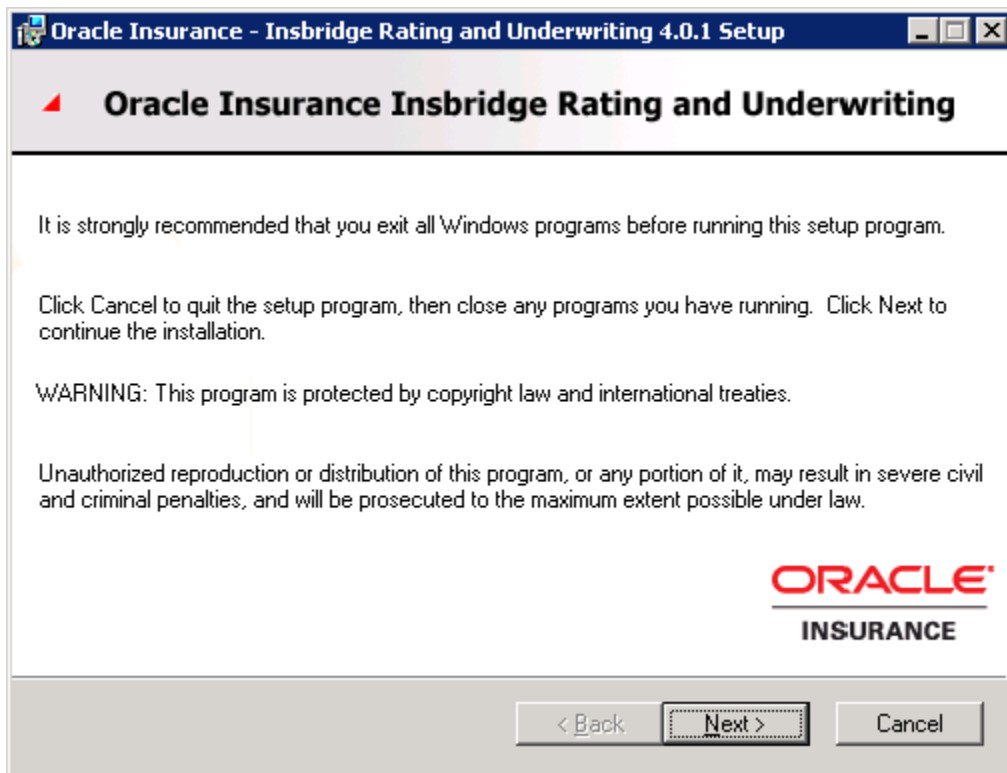 Oracle Insurance - Insbridge Rating and Underwriting 4.0.1 Setup
Oracle Insurance Insbridge Rating and Underwriting
It is strongly recommended that you exit all Windows programs before running this setup program.
Click Cancel to quit the setup program, then close any programs you have running.  Click Next to
continue the installation.
WARNING: This program is protected by copyright law and international treaties.
Unauthorized reproduction or distribution of this program, or any portion of it, may result in severe civil
and criminal penalties, and will be prosecuted to the maximum extent possible under law.
ORACLE
INSURANCE
< Back Next > Cancel